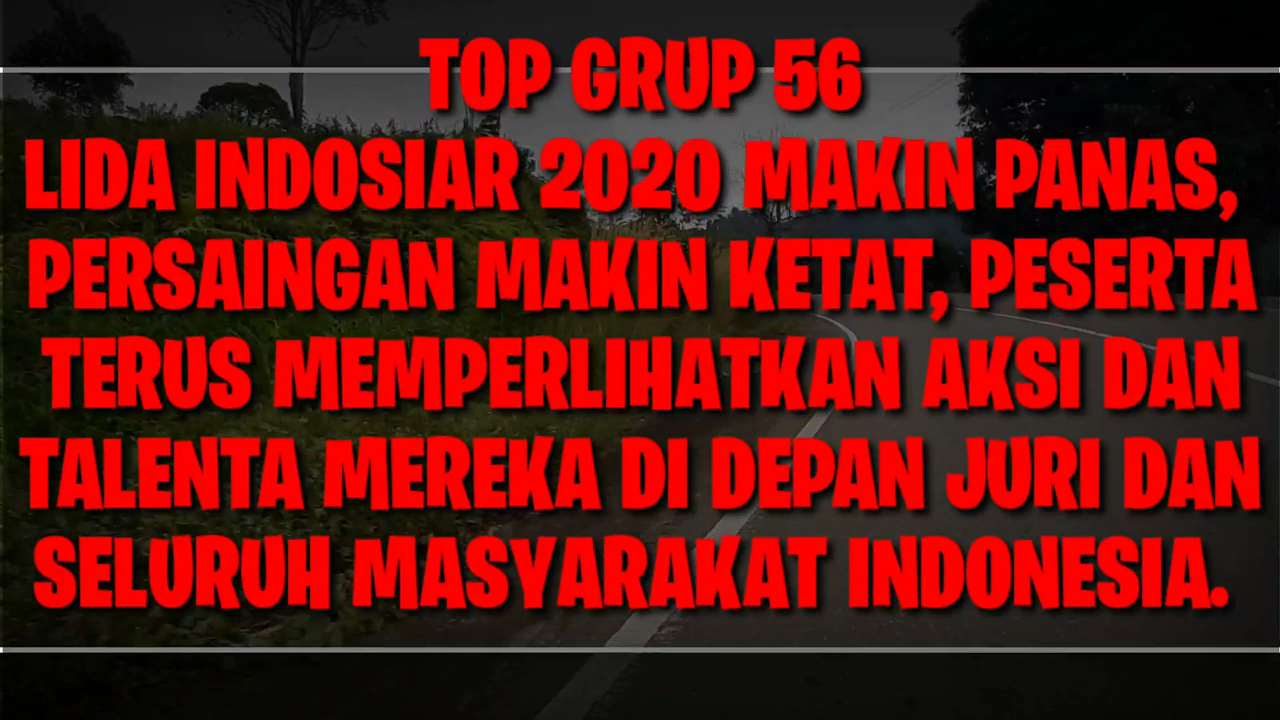 TOP GRUP 56
LIDA INDOSIAR 2020 MAKIN PANAS,
PERSAINGAN MAKIN KETAT, PESERTA
TERUS MEMPERLIHATKAN AKSI DAN
TALENTA MEREKA DI DEPAN JURI DAN
SELURUH MASYARAKAT INDONESIA.